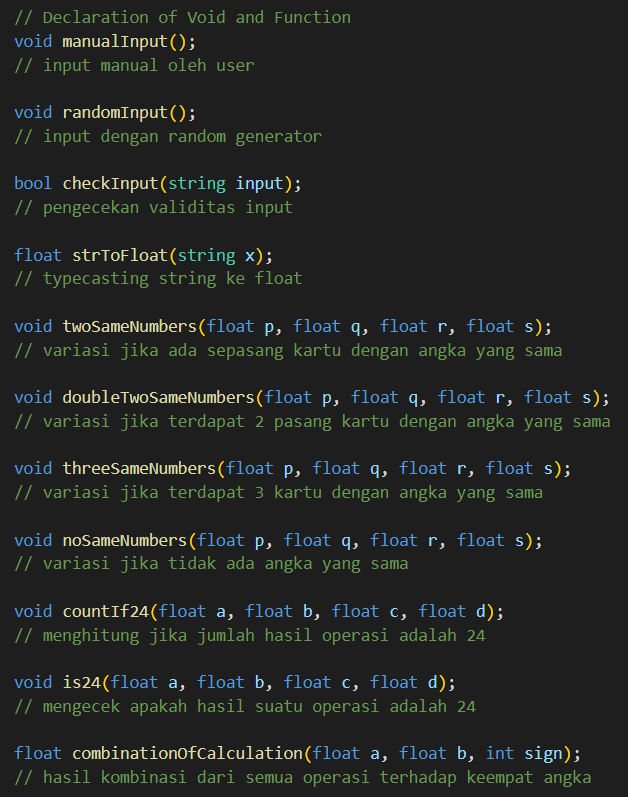 // Declaration of Void and Function
void manualInput();
// input manual oleh user
void randomInput();
// input dengan random generator
bool checkInput(string input);
// pengecekan validitas input
float strToFloat(string x);
// typecasting string ke float
void twoSameNumbers(float p, float q, float r, float s);
// variasi jika ada sepasang kartu dengan angka yang sama
void doubleTwoSameNumbers(float p, float q, float r, float s);
// variasi jika terdapat 2 pasang kartu dengan angka yang sama
void threeSameNumbers(float p, float q, float r, float s);
// variasi jika terdapat 3 kartu dengan angka yang sama
void noSameNumbers(float p, float q, float r, float s);
// variasi jika tidak ada angka yang sama
void countIf24(float a, float b, float c, float d);
// menghitung jika jumlah hasil operasi adalah 24
void is24(float a, float b, float c, float d);
// mengecek apakah hasil suatu operasi adalah 24
float combinationOfCalculation(float a, float b, int sign);
// hasil kombinasi dari semua operasi terhadap keempat angka